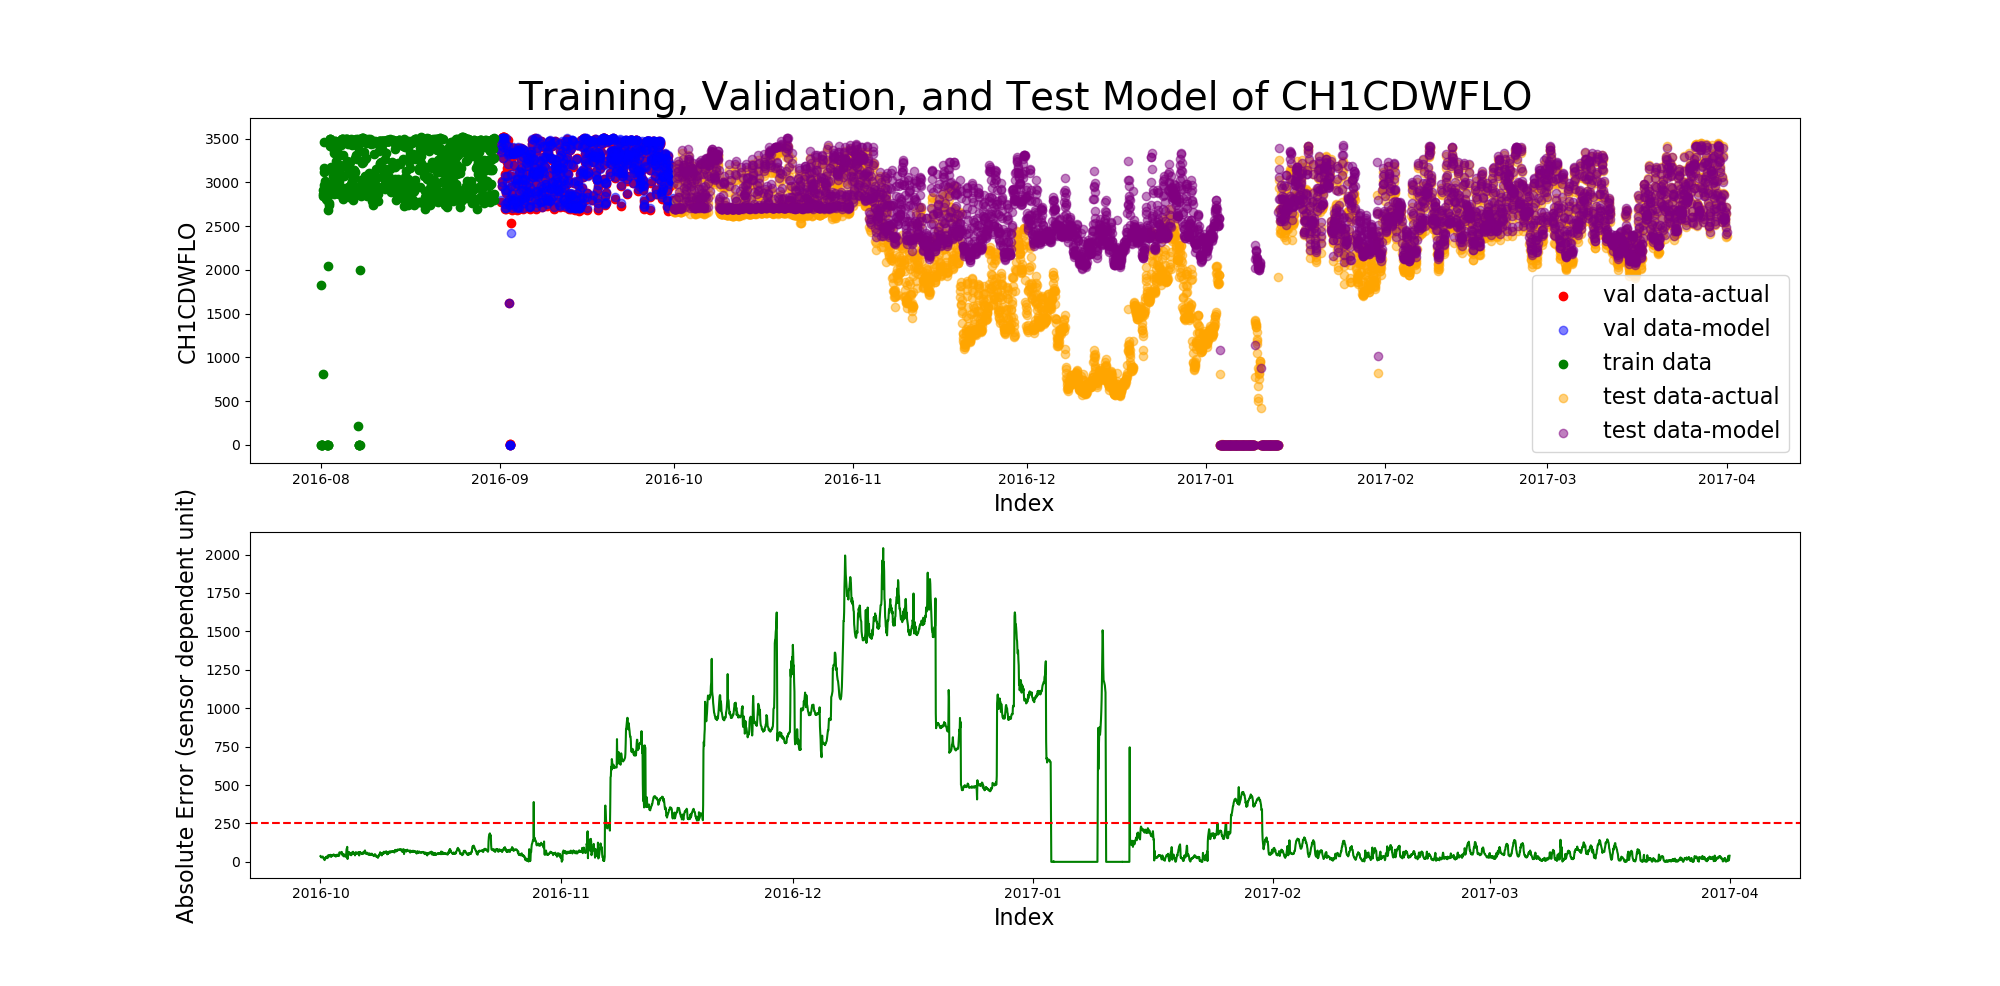 Training, Validation, and Test Model of CH1CDWFLO
CH1CDWFLO
3500
3000
2500
2000
1500
1000
500
0
val data-actual
val data-model
train data
test data-actual
test data-model
2016-08 2016-09 2016-10 2016-11 2016-12 2017-01 2017-02 2017-03 2017-04
Index
Absolute Error (sensor dependent unit)
2000
1750
1500
1250
1000
750
500
250
0
2016-10 2016-11 2016-12 2017-01 2017-02 2017-03 2017-04
Index